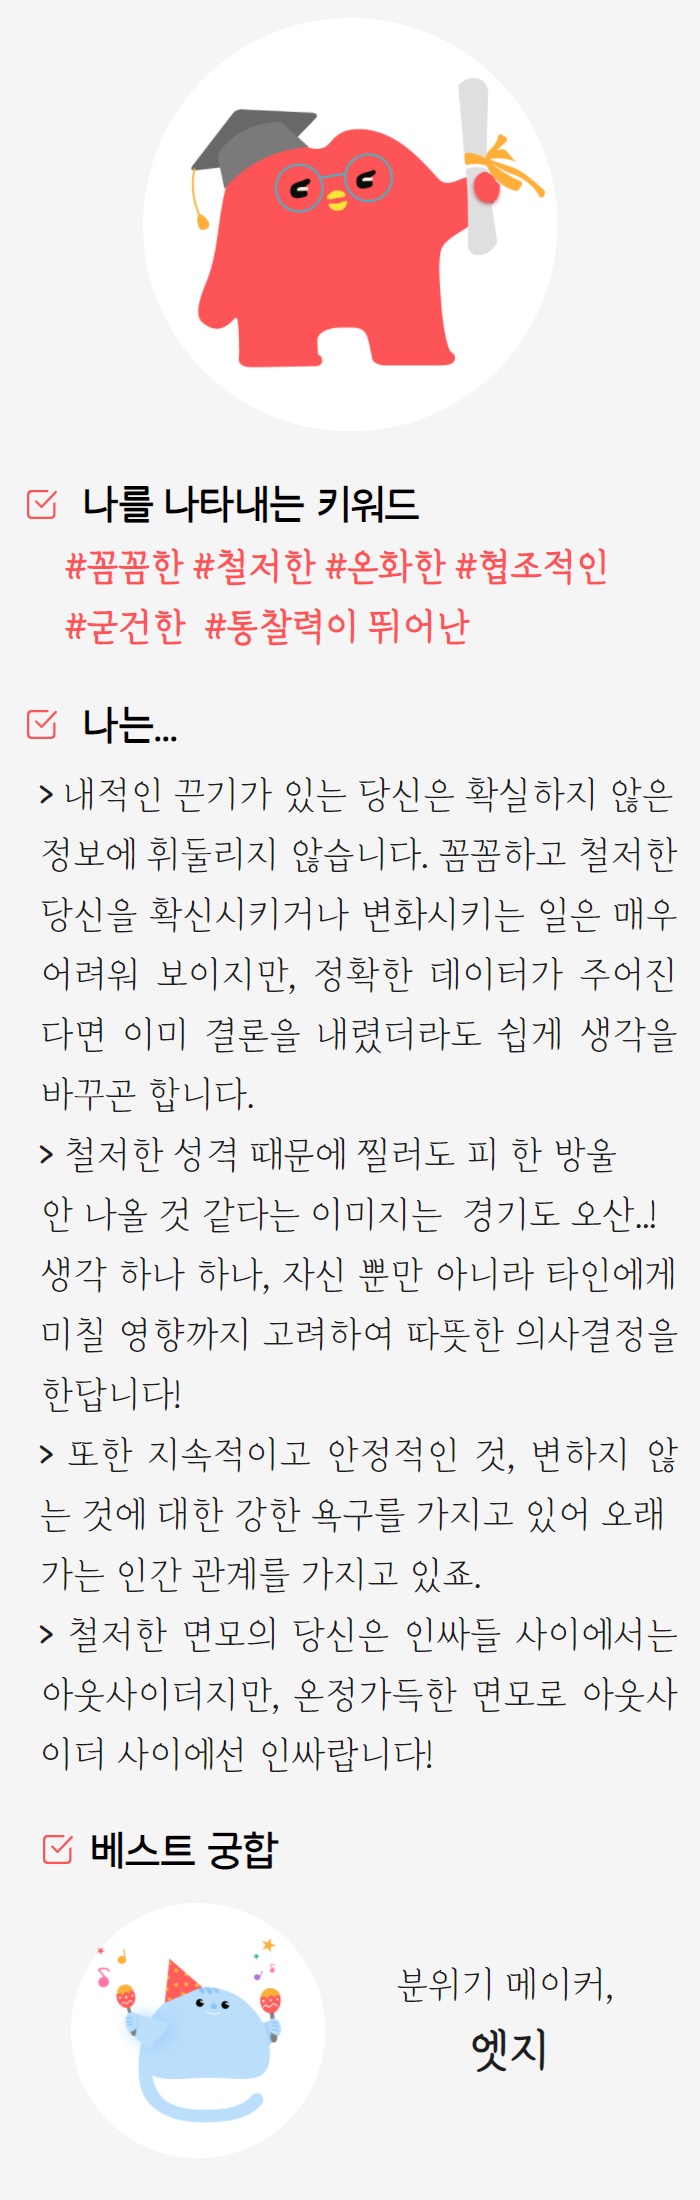 나를 나타내는 키워드
#꼼꼼한 #철저한 #온화한 #협조적인
#굳건한 #통찰력이 뛰어난
나는...
> 내적인 끈기가 있는 당신은 확실하지 않은
정보에 휘둘리지 않습니다. 꼼꼼하고 철저한
당신을 확신시키거나 변화시키는 일은 매우
어려워 보이지만, 정확한 데이터가 주어진
다면 이미 결론을 내렸더라도 쉽게 생각을
바꾸곤 합니다.
> 철저한 성격 때문에 찔러도 피 한 방울
안 나올 것 같다는 이미지는 경기도 오산..!
생각 하나 하나, 자신 뿐만 아니라 타인에게
미칠 영향까지 고려하여 따뜻한 의사결정을
한답니다!
> 또한 지속적이고 안정적인 것, 변하지 않
는 것에 대한 강한 욕구를 가지고 있어 오래
가는 인간 관계를 가지고 있죠.
> 철저한 면모의 당신은 인싸들 사이에서는
아웃사이더지만, 온정가득한 면모로 아웃사
이더 사이에선 인싸랍니다!
베스트 궁합
분위기 메이커,
엣지